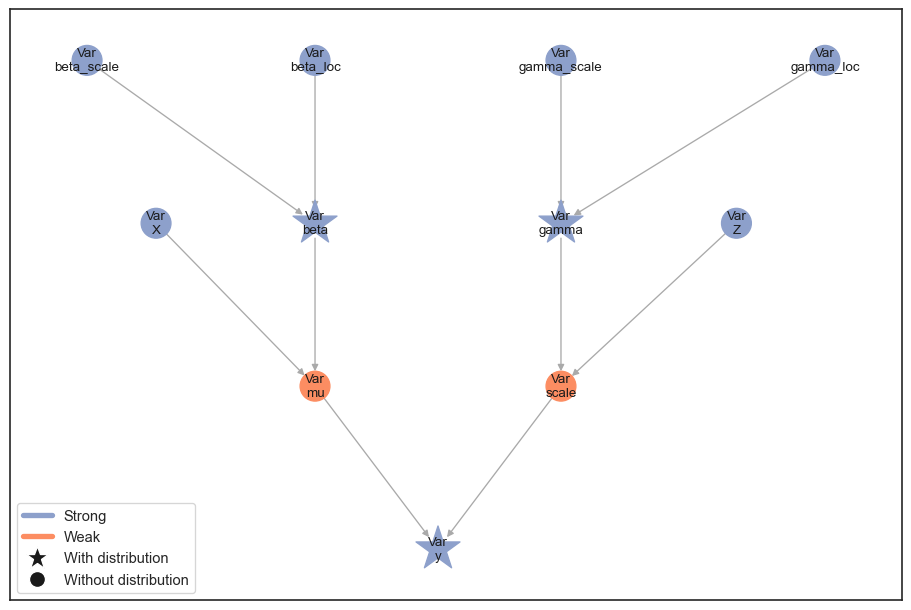 Var
beta_scale
Var
beta_loc
Var
gamma_scale
Var
gamma_loc
Var
X
Var
beta
Var
gamma
Var
Z
Var
mu
Var
scale
Var
y
Strong
Weak
With distribution
Without distribution